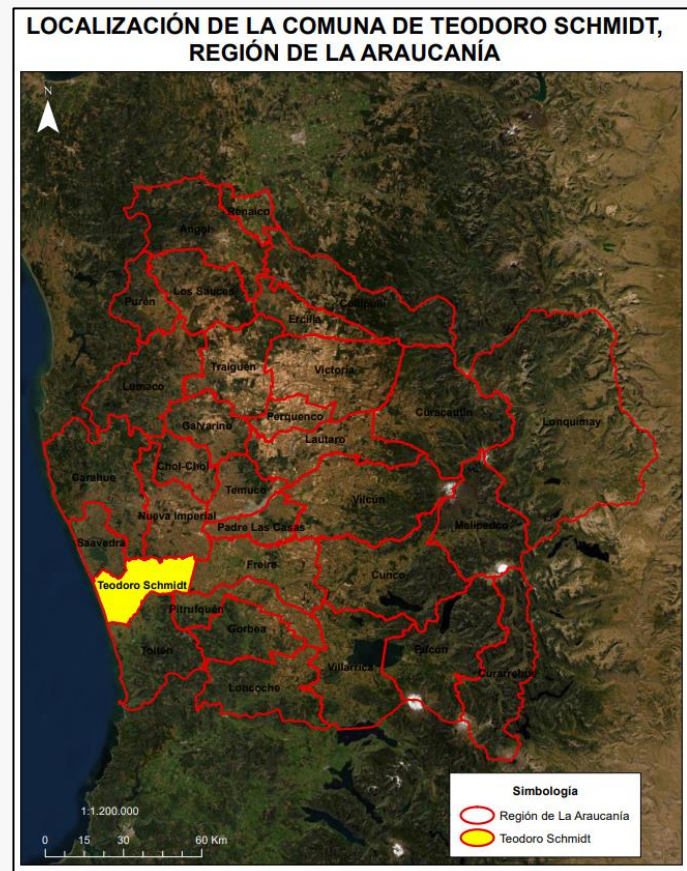 LOCALIZACIÓN DE LA COMUNA DE TEODORO SCHMIDT,
REGIÓN DE LA ARAUCANÍA
N
Renaico
Angol
Los Sauces
Collipulli
Purén
Ercilla
Traiguén
Victoria
Lumaco
Curacautín
Lonquimay
Perquenco
Galvarino
Lautaro
Chol-Chol
Carahue
Temuco
Vilcún
Nueva Imperial
Padre Las Casas
Melipeuco
Saavedra
Freire
Cunco
Teodoro Schmidt
Pitrufquén
Gorbea
Toltén
Pucón
Villarrica
Curarrehue
Loncoche
1:1.200.000
0 15 30 60 Km
Simbología
Región de La Araucanía
Teodoro Schmidt